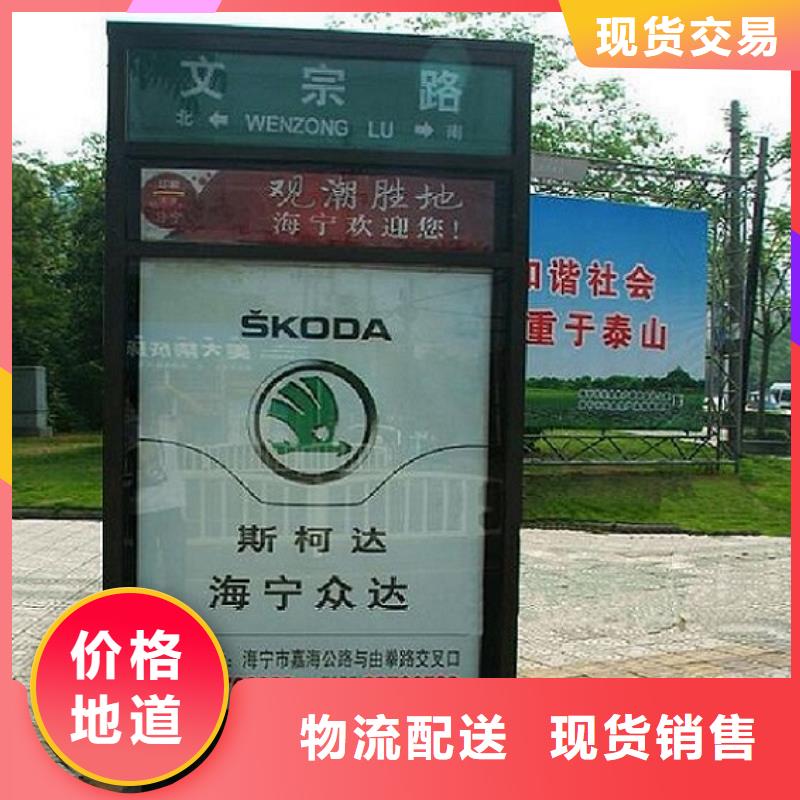 现货交易
文宗路
北 ← WENZONG LU → 南
观潮胜地
海宁欢迎您!
和谐社会
重于泰山
ŠKODA
斯柯达
海宁众达
：海宁市嘉海公路与由拳路交叉口
价格
地道
物流配送 现货销售